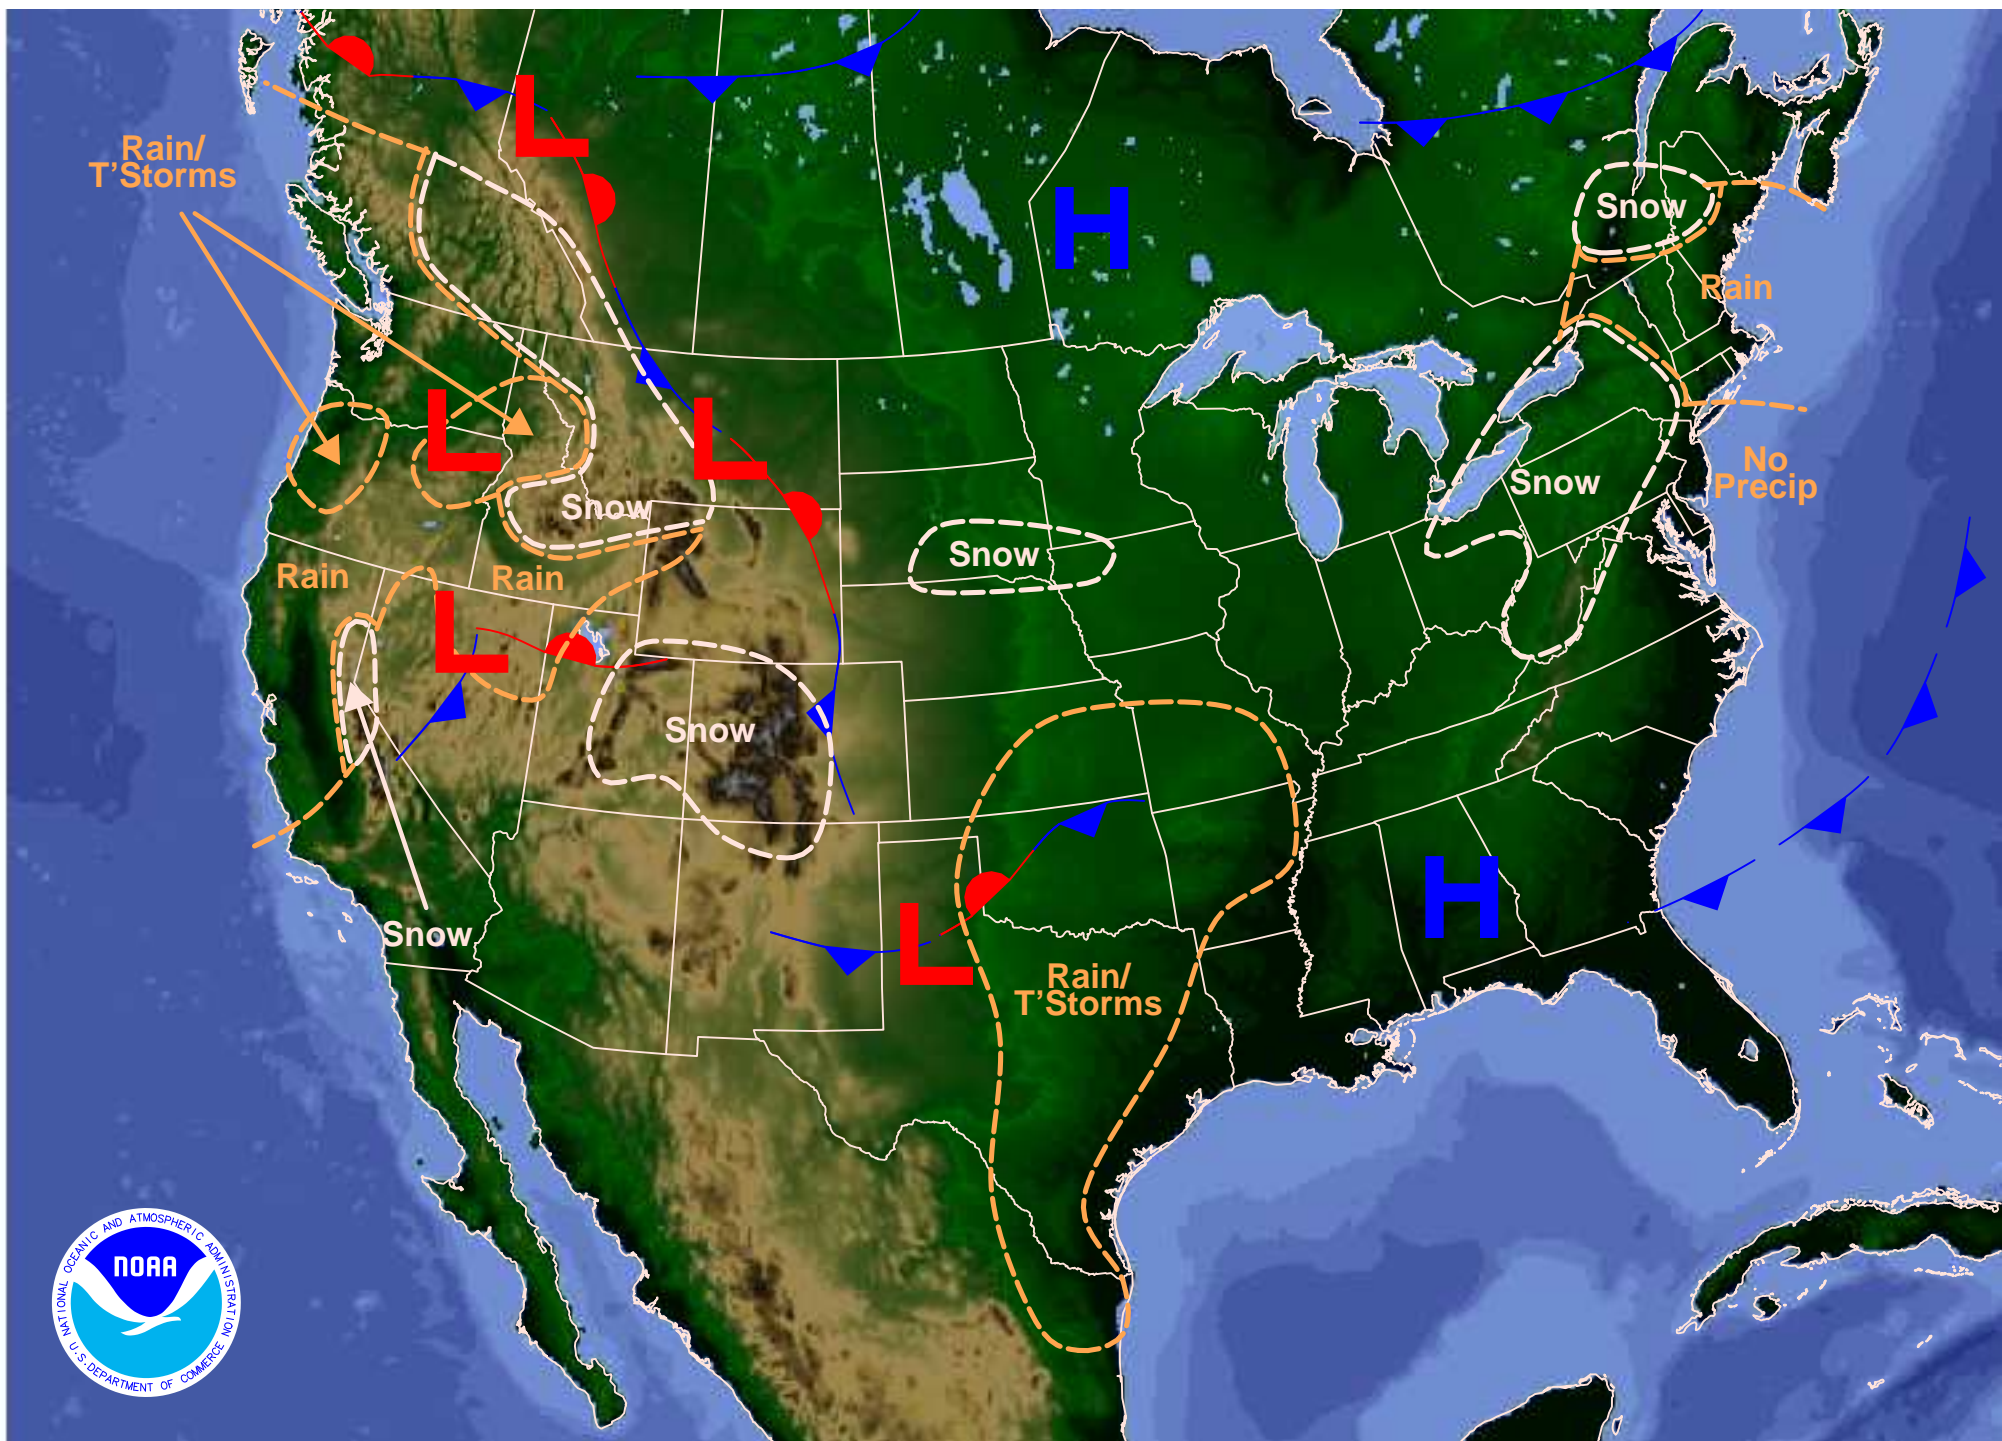 Rain/
T'Storms
L
H
Snow
Rain
L
L
Snow
Snow
No
Precip
Snow
Rain
Rain
L
Snow
H
L
Snow
Rain/
T'Storms
NATIONAL OCEANIC AND ATMOSPHERIC ADMINISTRATION
NOAA
U.S. DEPARTMENT OF COMMERCE